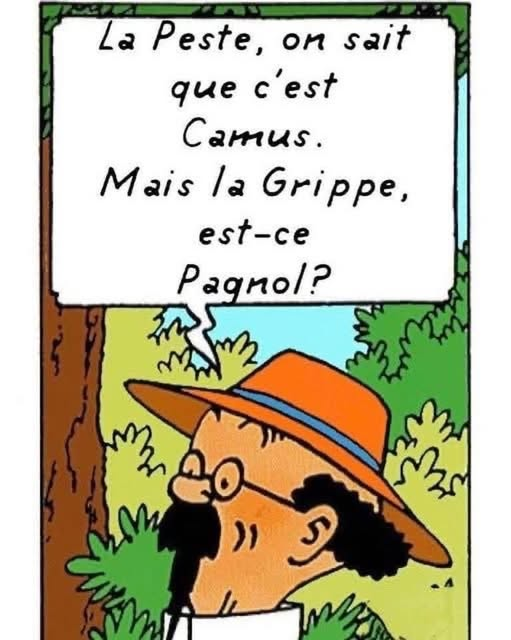 La Peste, on sait
que c'est
Camus.
Mais la Grippe,
est-ce
Pagnol?